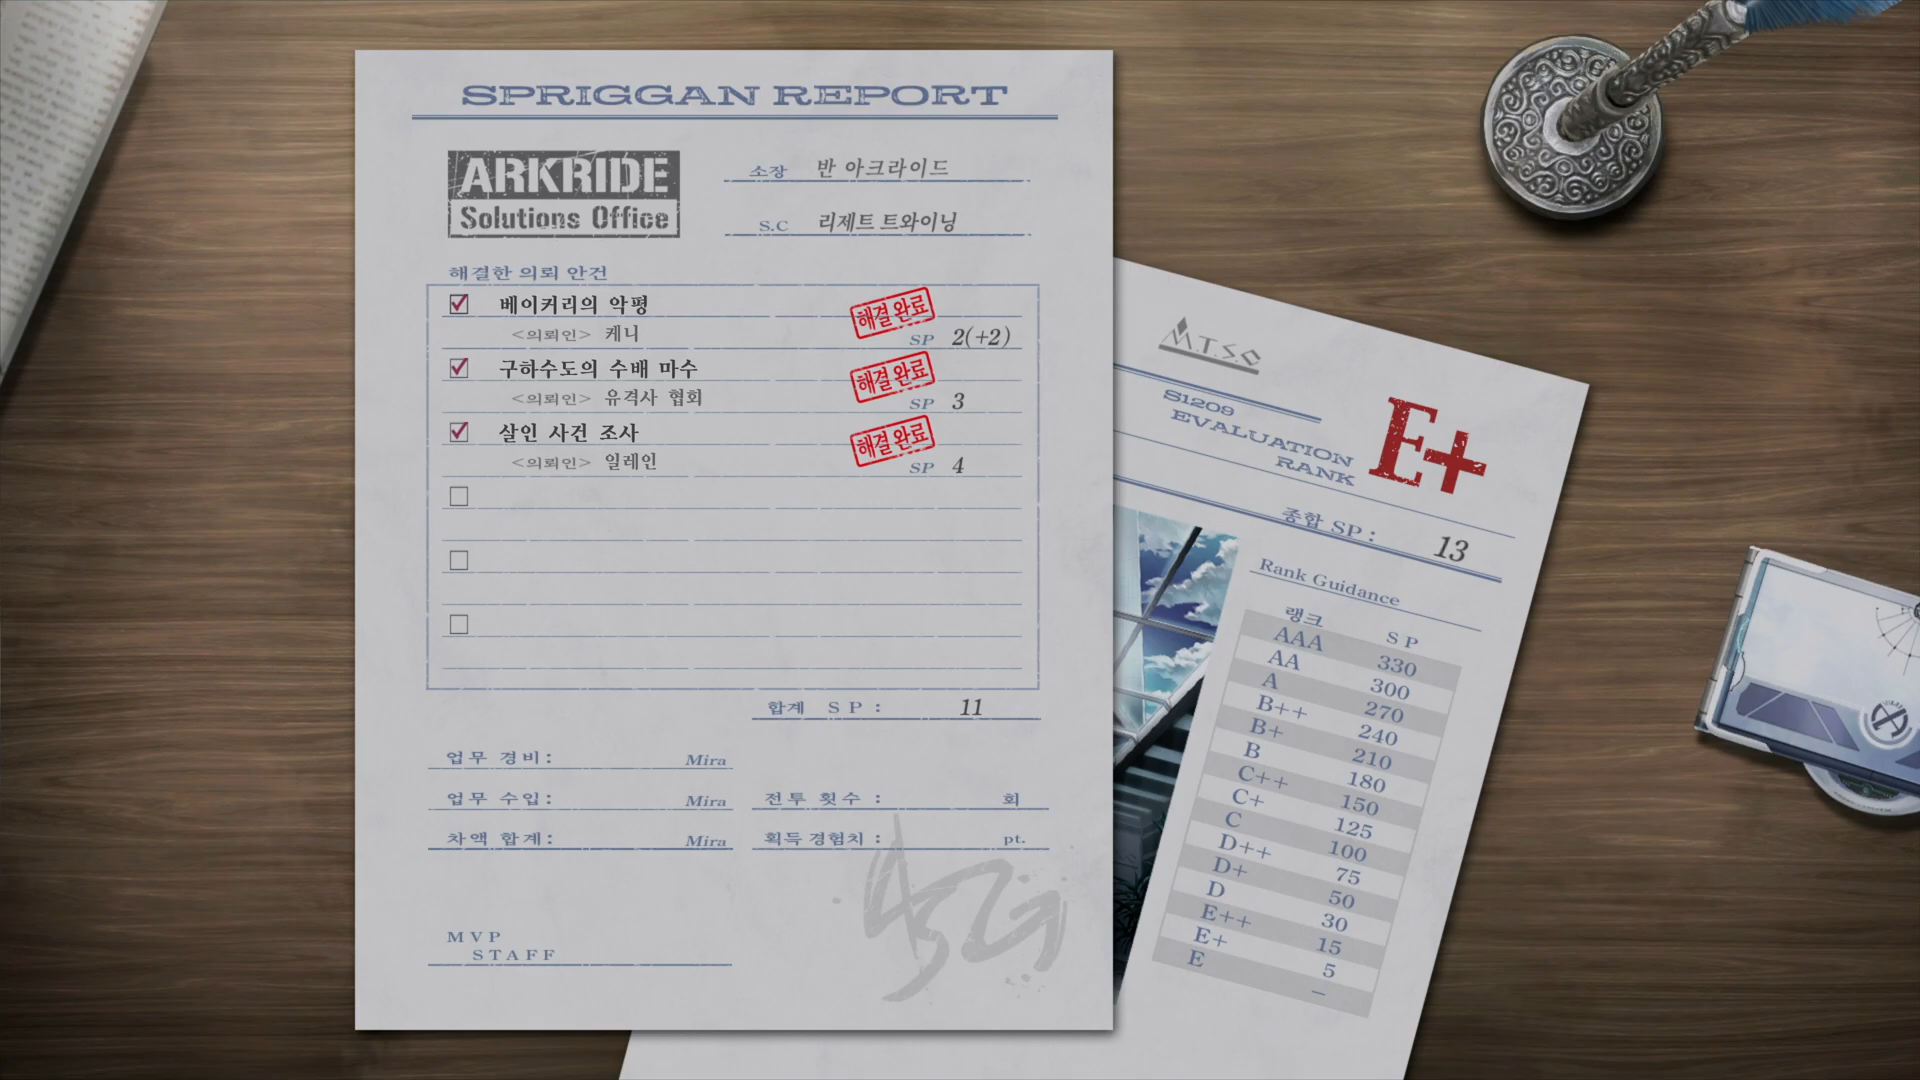 SPRIGGAN REPORT
ARKRIDE
Solutions Office
소장 반 아크라이드
S.C 리제트 트와이닝
해결한 의뢰 안건
베이커리의 악평
해결 완료
<의뢰인> 케니
SP 2(+2)
구하수도의 수배 마수
해결 완료
<의뢰인> 유격사 협회
SP 3
살인 사건 조사
해결 완료
<의뢰인> 일레인
SP 4
합계 SP : 11
업무 경비: Mira
업무 수입: Mira
전투 횟수 : 회
차액 합계: Mira
획득 경험치 : pt.
MVP
STAFF
M.T.S.C
S1209
EVALUATION
RANK
E+
종합 SP : 13
Rank Guidance
랭크 SP
AAA 330
AA 300
A 270
B++ 240
B+ 210
B 180
C++ 150
C+ 125
C 100
D++ 75
D+ 50
D 30
E++ 15
E+ 5
E –